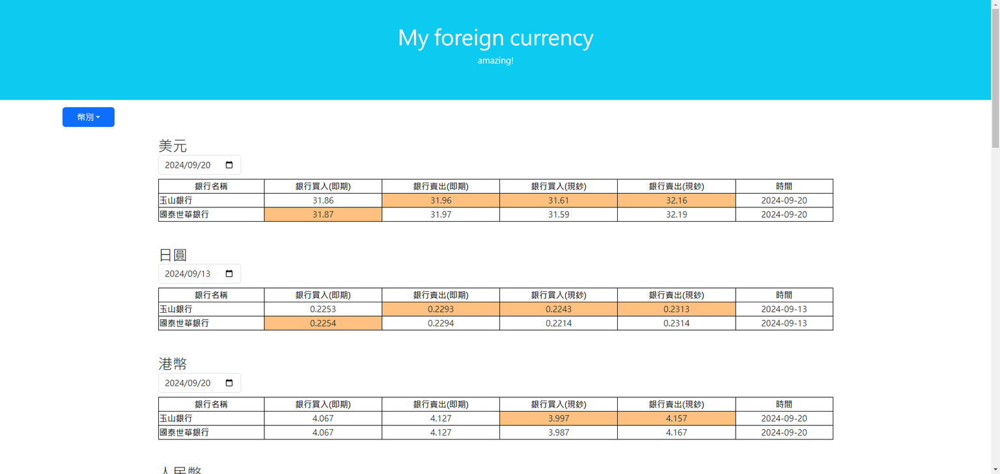 My foreign currency
amazing!
幣別
美元
2024/09/20
銀行名稱 銀行買入(即期) 銀行賣出(即期) 銀行買入(現鈔) 銀行賣出(現鈔) 時間
玉山銀行 31.86 31.96 31.61 32.16 2024-09-20
國泰世華銀行 31.87 31.97 31.59 32.19 2024-09-20
日圓
2024/09/13
銀行名稱 銀行買入(即期) 銀行賣出(即期) 銀行買入(現鈔) 銀行賣出(現鈔) 時間
玉山銀行 0.2253 0.2293 0.2243 0.2313 2024-09-13
國泰世華銀行 0.2254 0.2294 0.2214 0.2314 2024-09-13
港幣
2024/09/20
銀行名稱 銀行買入(即期) 銀行賣出(即期) 銀行買入(現鈔) 銀行賣出(現鈔) 時間
玉山銀行 4.067 4.127 3.997 4.157 2024-09-20
國泰世華銀行 4.067 4.127 3.987 4.167 2024-09-20
人民幣